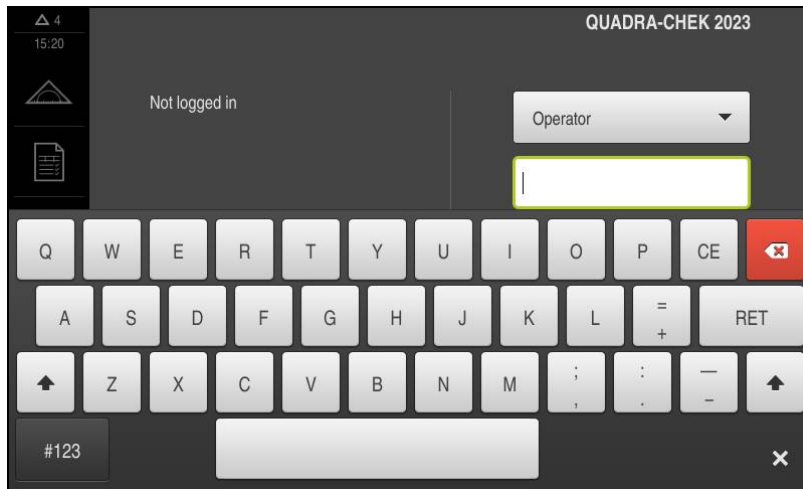 4
QUADRA-CHEK 2023
15:20
Not logged in
Operator
Q W E R T Y U I O P CE
A S D F G H J K L = + RET
Z X C V B N M ; , : . — –
#123